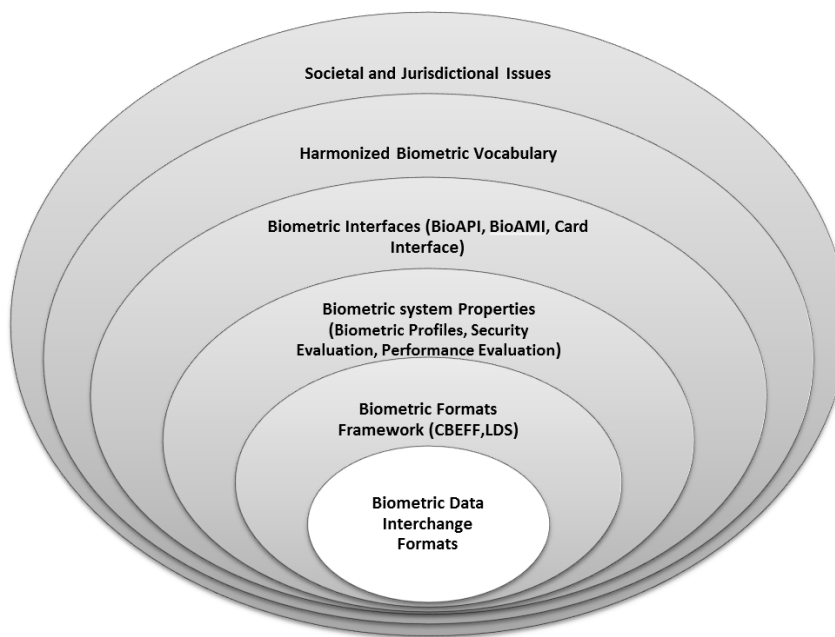 Societal and Jurisdictional Issues
Harmonized Biometric Vocabulary
Biometric Interfaces (BioAPI, BioAMI, Card
Interface)
Biometric system Properties
(Biometric Profiles, Security
Evaluation, Performance Evaluation)
Biometric Formats
Framework (CBEFF,LDS)
Biometric Data
Interchange
Formats